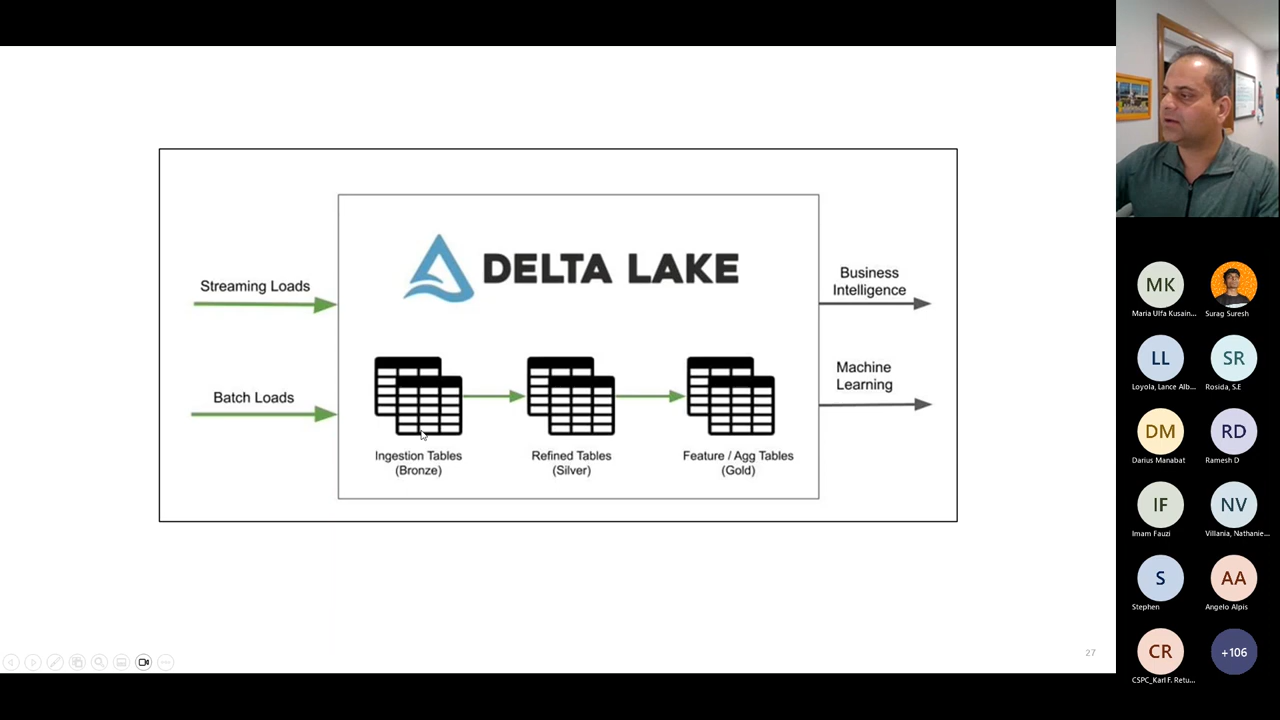 DELTA LAKE
Streaming Loads
Batch Loads
Business
Intelligence
Machine
Learning
Ingestion Tables
(Bronze)
Refined Tables
(Silver)
Feature / Agg Tables
(Gold)
27
MK
Maria Ulfa Kusain...
Surag Suresh
LL
Loyola, Lance Alb...
SR
Rosida, S.E
DM
Darius Manabat
RD
Ramesh D
IF
Imam Fauzi
NV
Villania, Nathanie...
S
Stephen
AA
Angelo Alpis
CR
CSPC_Karl F. Retu...
+106